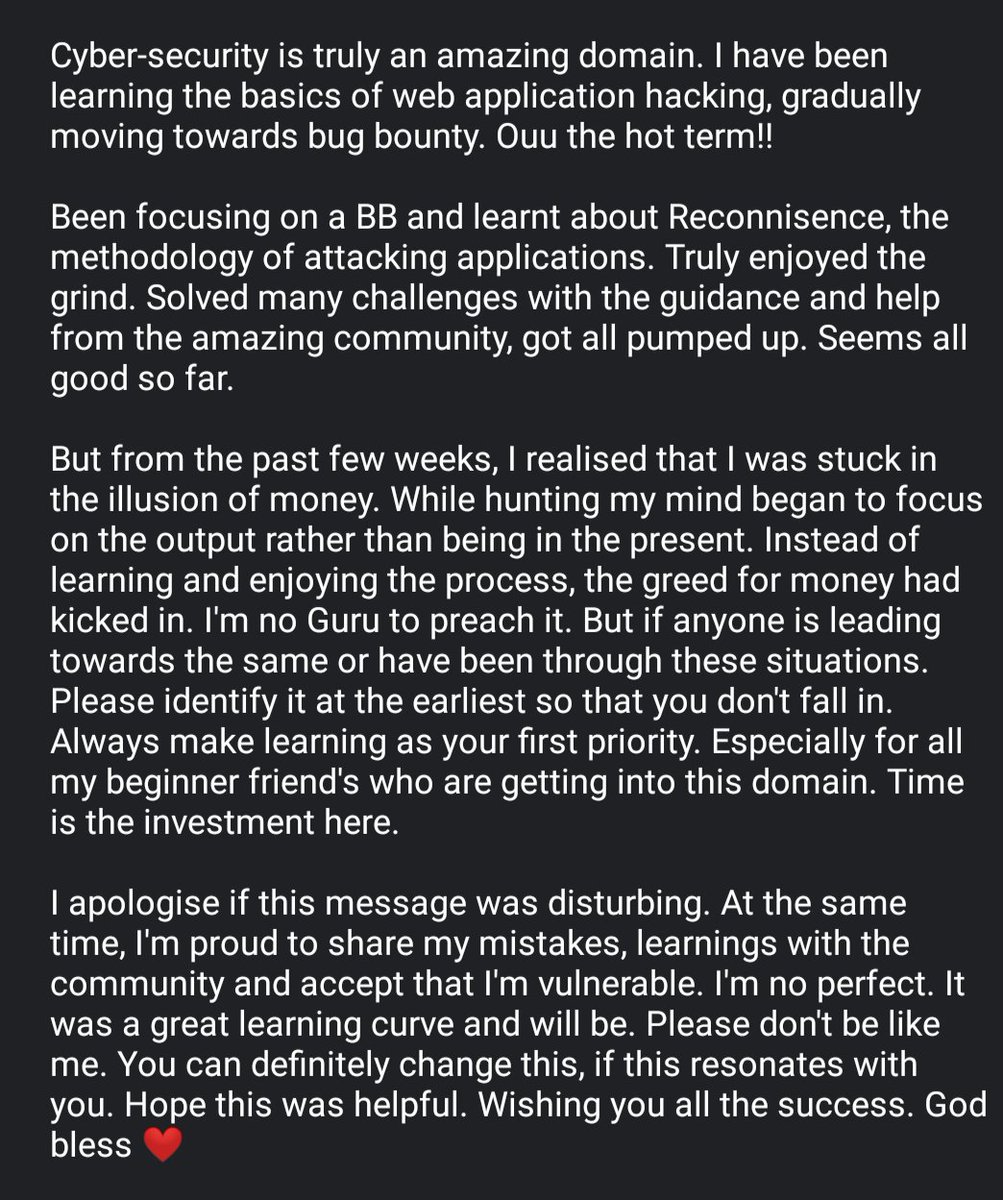 Cyber-security is truly an amazing domain. I have been
learning the basics of web application hacking, gradually
moving towards bug bounty. Ouu the hot term!!
Been focusing on a BB and learnt about Reconnisence, the
methodology of attacking applications. Truly enjoyed the
grind. Solved many challenges with the guidance and help
from the amazing community, got all pumped up. Seems all
good so far.
But from the past few weeks, I realised that I was stuck in
the illusion of money. While hunting my mind began to focus
on the output rather than being in the present. Instead of
learning and enjoying the process, the greed for money had
kicked in. I'm no Guru to preach it. But if anyone is leading
towards the same or have been through these situations.
Please identify it at the earliest so that you don't fall in.
Always make learning as your first priority. Especially for all
my beginner friend's who are getting into this domain. Time
is the investment here.
I apologise if this message was disturbing. At the same
time, I'm proud to share my mistakes, learnings with the
community and accept that I'm vulnerable. I'm no perfect. It
was a great learning curve and will be. Please don't be like
me. You can definitely change this, if this resonates with
you. Hope this was helpful. Wishing you all the success. God
bless ❤️